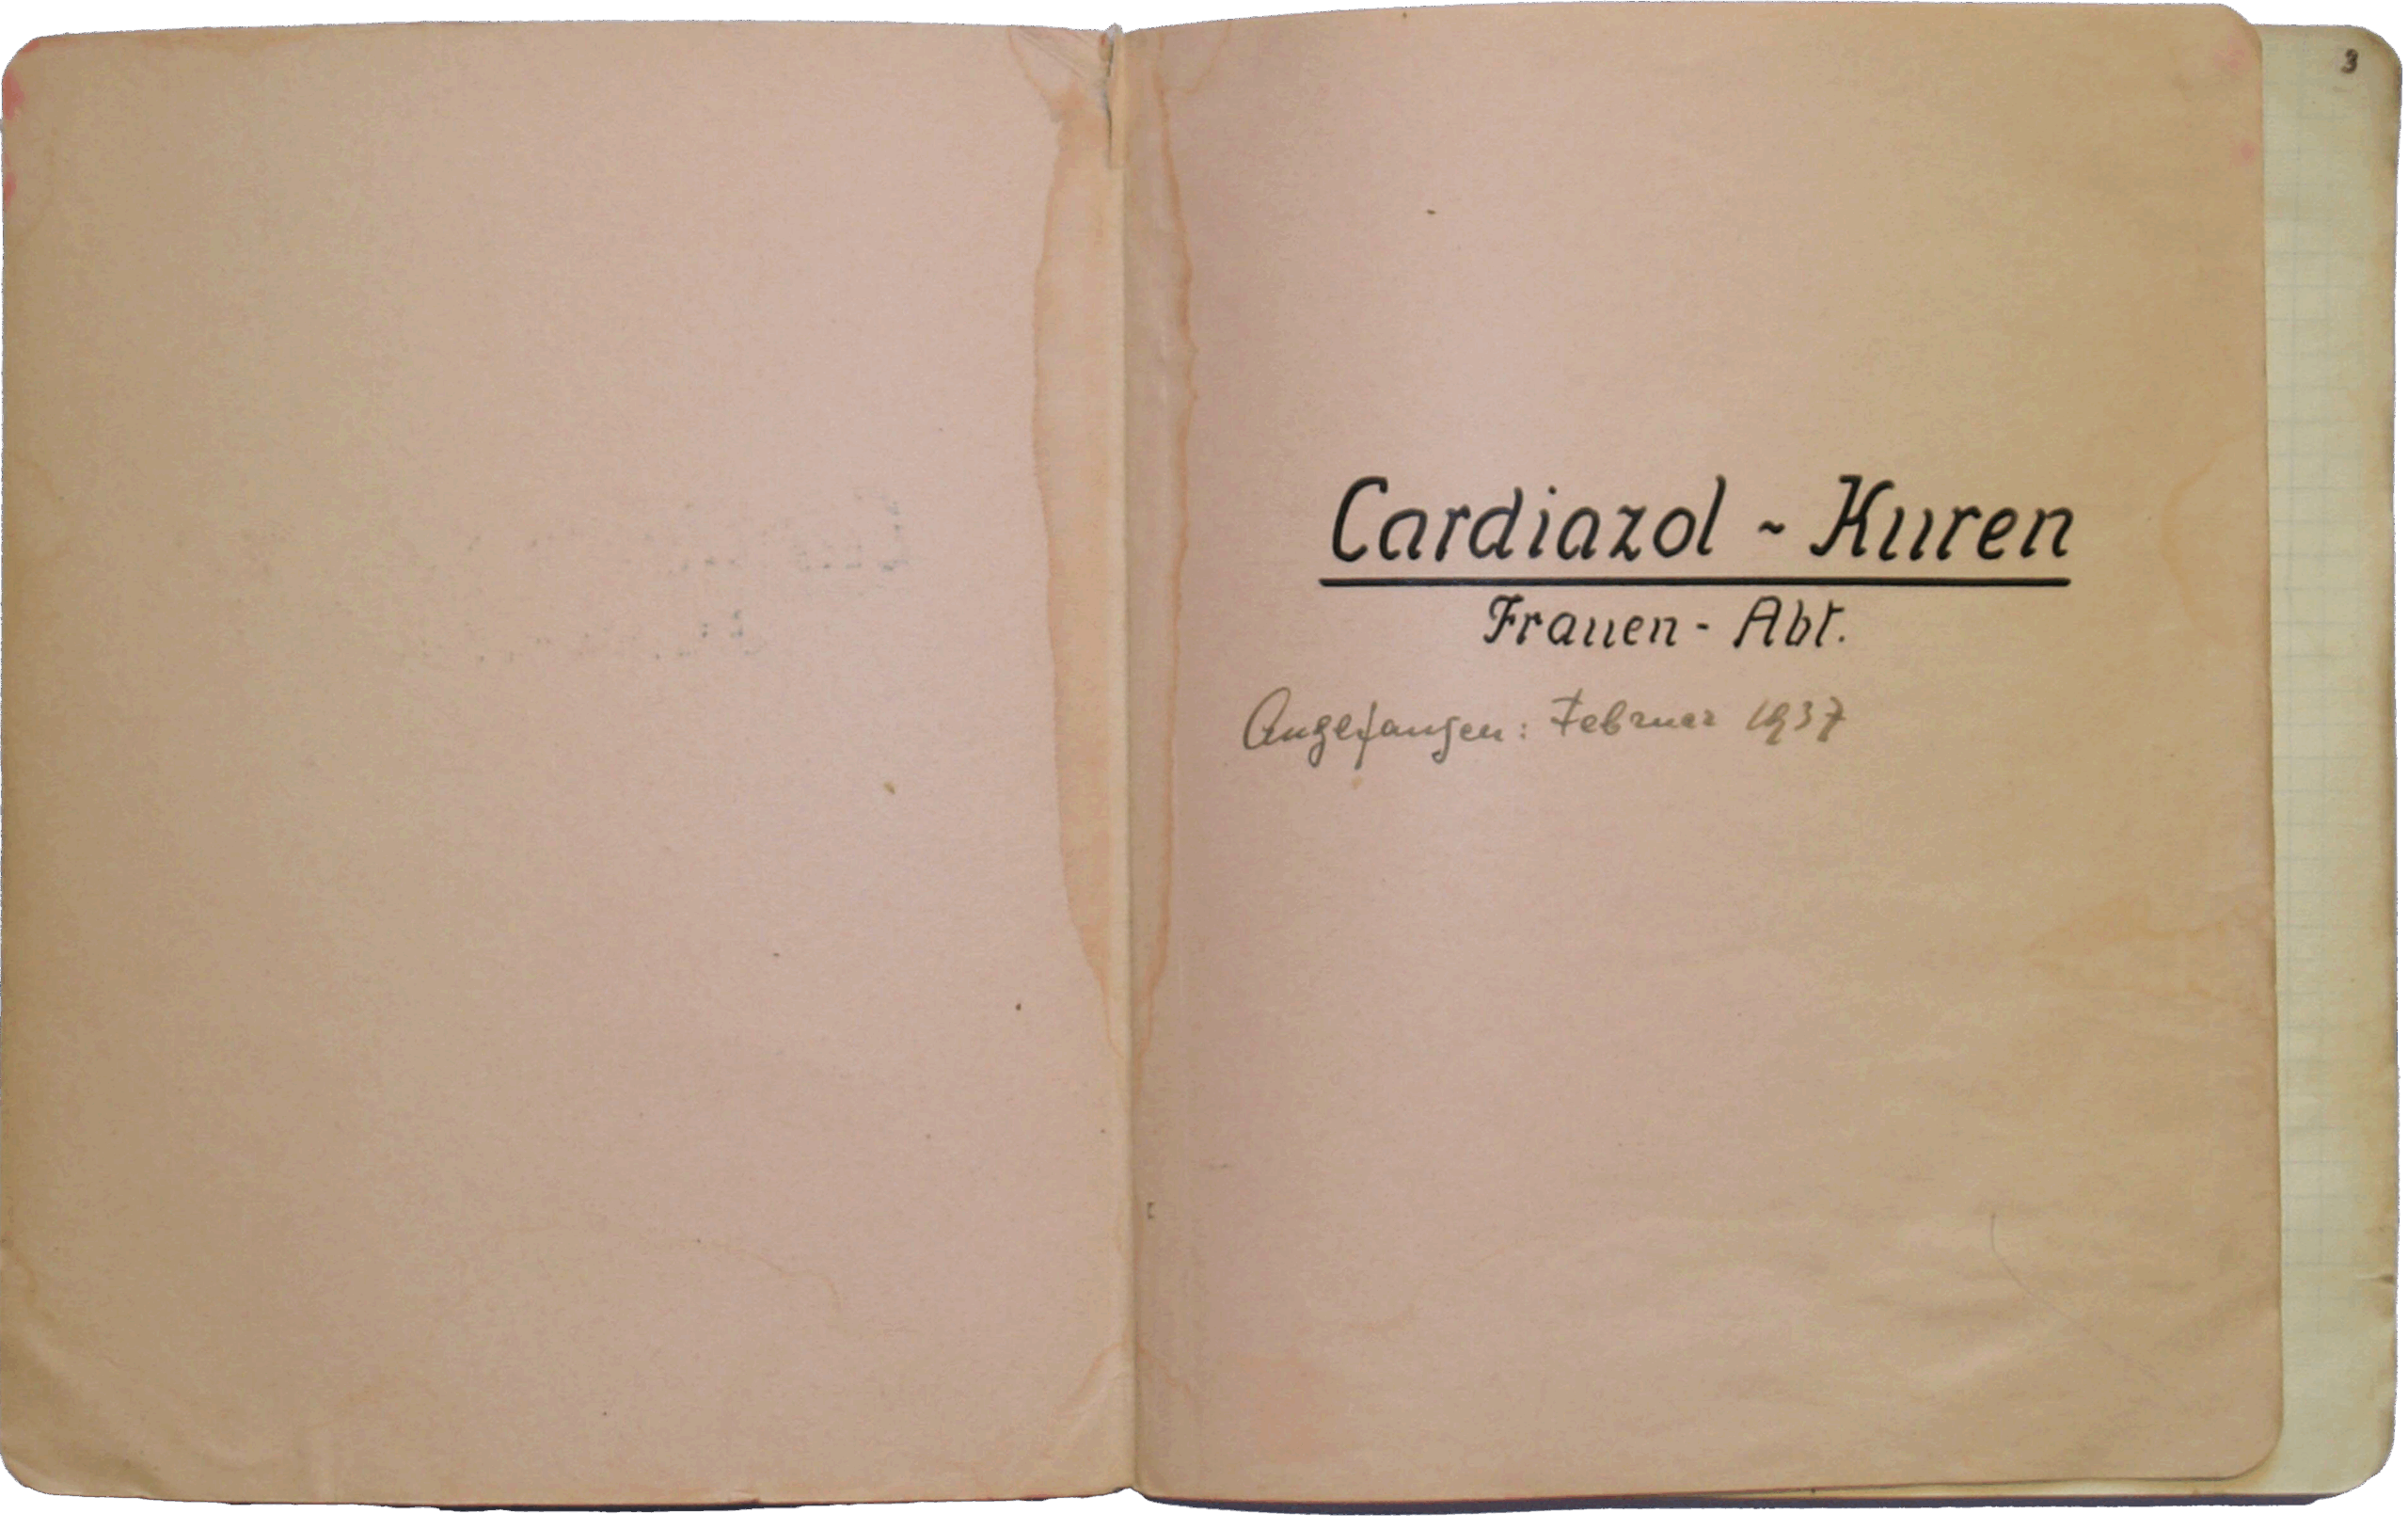 3
Cardiazol - Kuren
Frauen - Abt.
Angefangen: Februar 1937